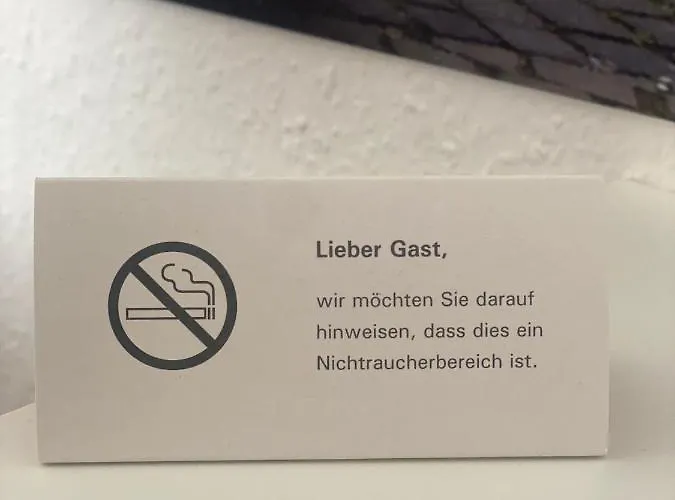 Lieber Gast,
wir möchten Sie darauf
hinweisen, dass dies ein
Nichtraucherbereich ist.